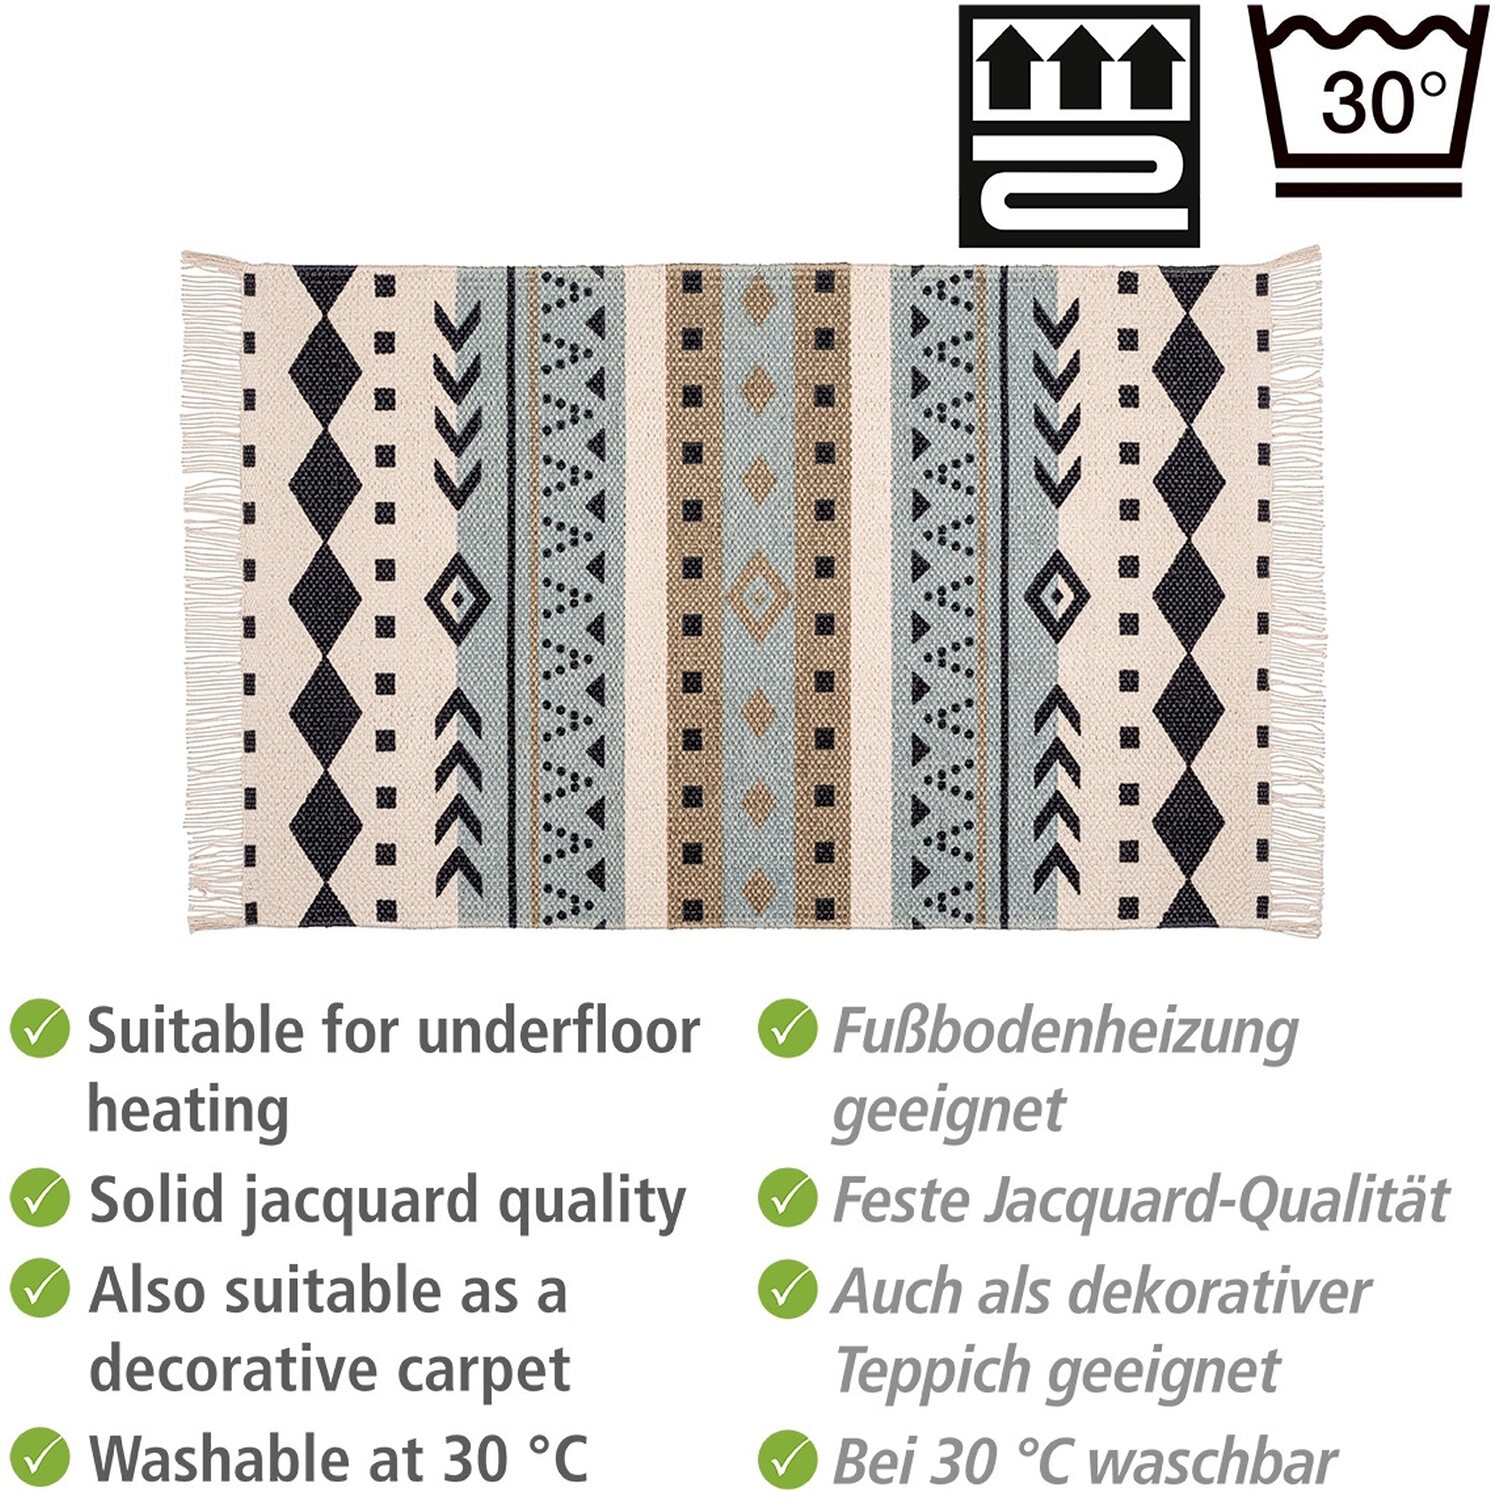 30°
Suitable for underfloor
heating
Solid jacquard quality
Also suitable as a
decorative carpet
Washable at 30 °C
Fußbodenheizung
geeignet
Feste Jacquard-Qualität
Auch als dekorativer
Teppich geeignet
Bei 30 °C waschbar